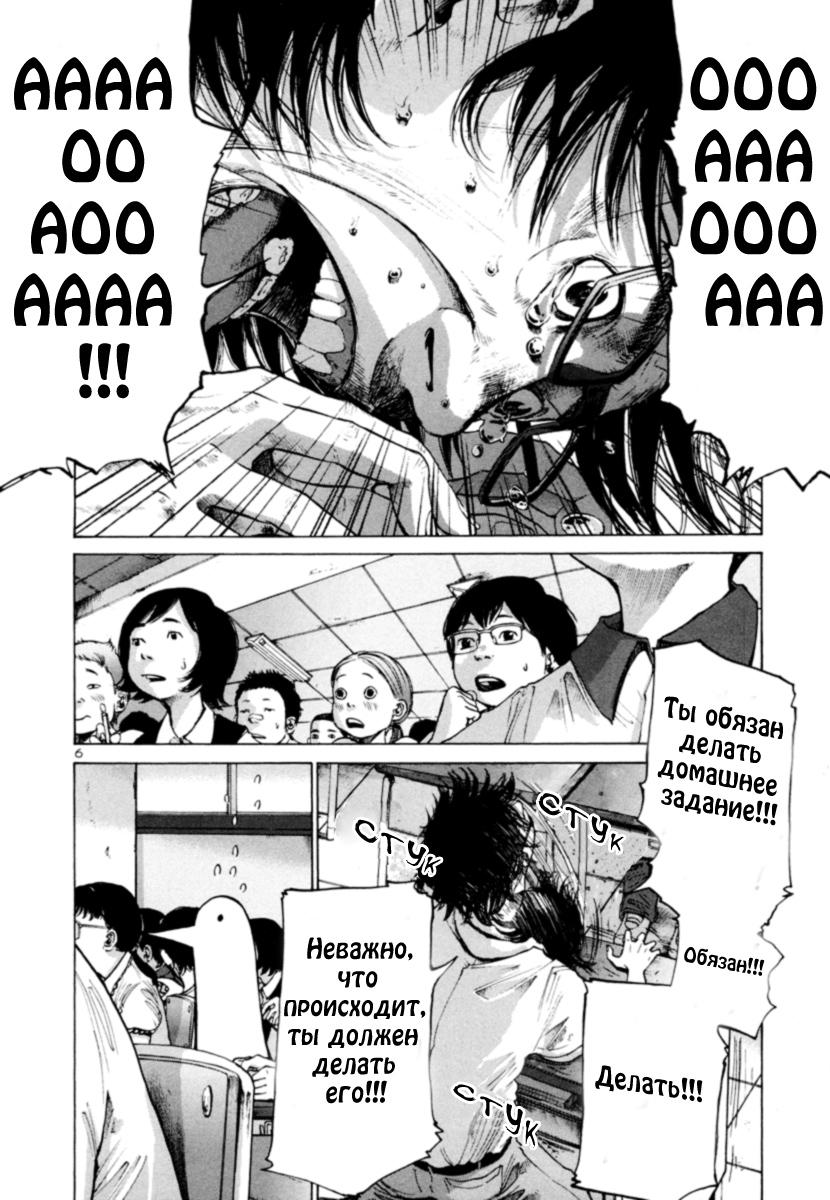 ООО
ААА
ООО
ААА
АААА
ОО
АОО
АААА
!!!
Ты обязан
делать
домашнее
задание!!!
6
СТУК
СТУК
Обязан!!!
Делать!!!
Неважно,
что
происходит,
ты должен
делать
его!!!
СТУК